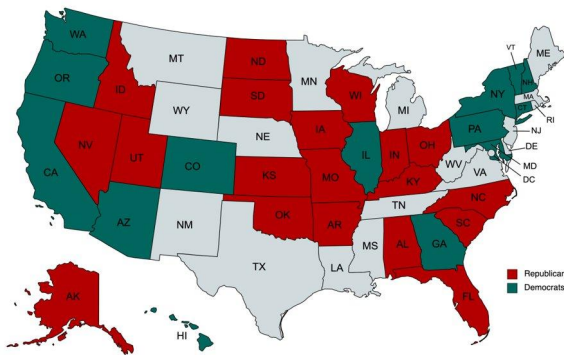 WA
OR
CA
NV
ID
MT
WY
UT
AZ
CO
NM
ND
SD
NE
KS
OK
TX
MN
IA
MO
AR
LA
WI
IL
MI
IN
OH
KY
TN
MS
AL
GA
FL
SC
NC
VA
WV
PA
NY
VT
NH
ME
MA
CT
RI
NJ
DE
MD
DC
AK
HI
Republican
Democrats